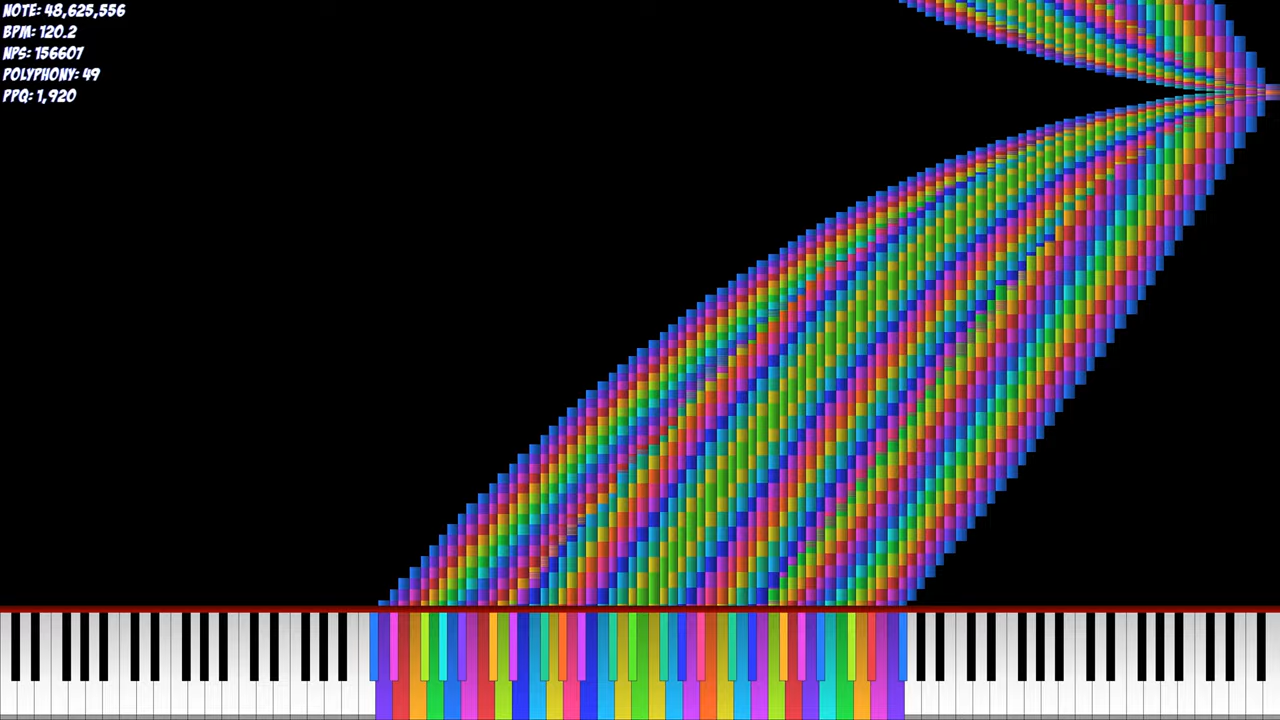 NOTE: 48,625,556
BPM: 120.2
NPS: 156607
POLYPHONY: 49
PPQ: 1,920